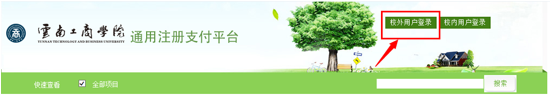 雲南工商學院
YUNNAN TECHNOLOGY AND BUSINESS UNIVERSITY
通用注册支付平台
校外用户登录 校内用户登录
快速查看 全部项目 搜索